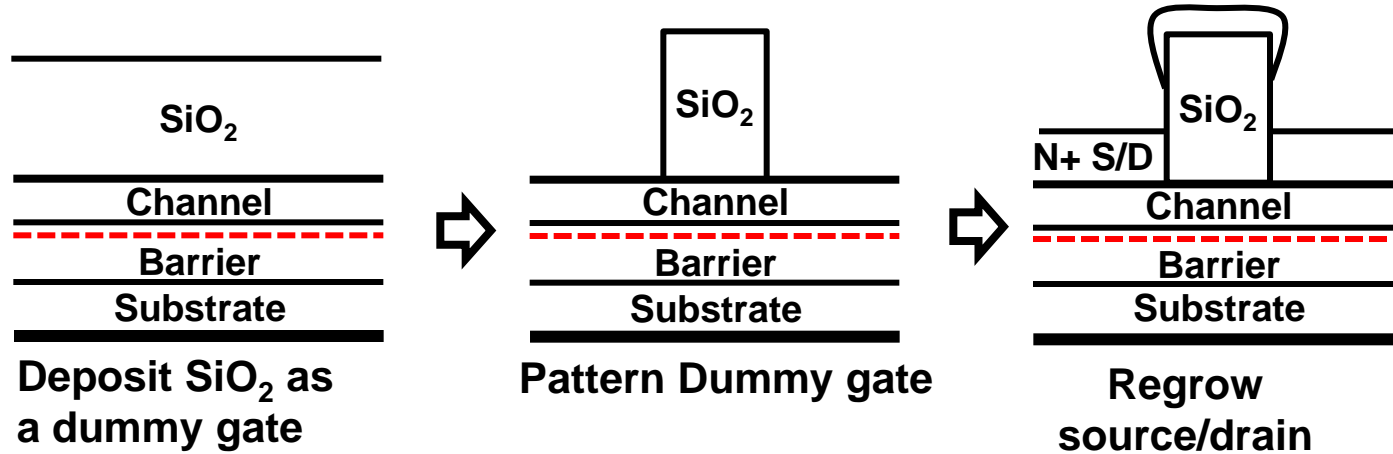 SiO₂
Channel
Barrier
Substrate
Deposit SiO₂ as
a dummy gate
SiO₂
Channel
Barrier
Substrate
Pattern Dummy gate
SiO₂
N+ S/D
Channel
Barrier
Substrate
Regrow
source/drain